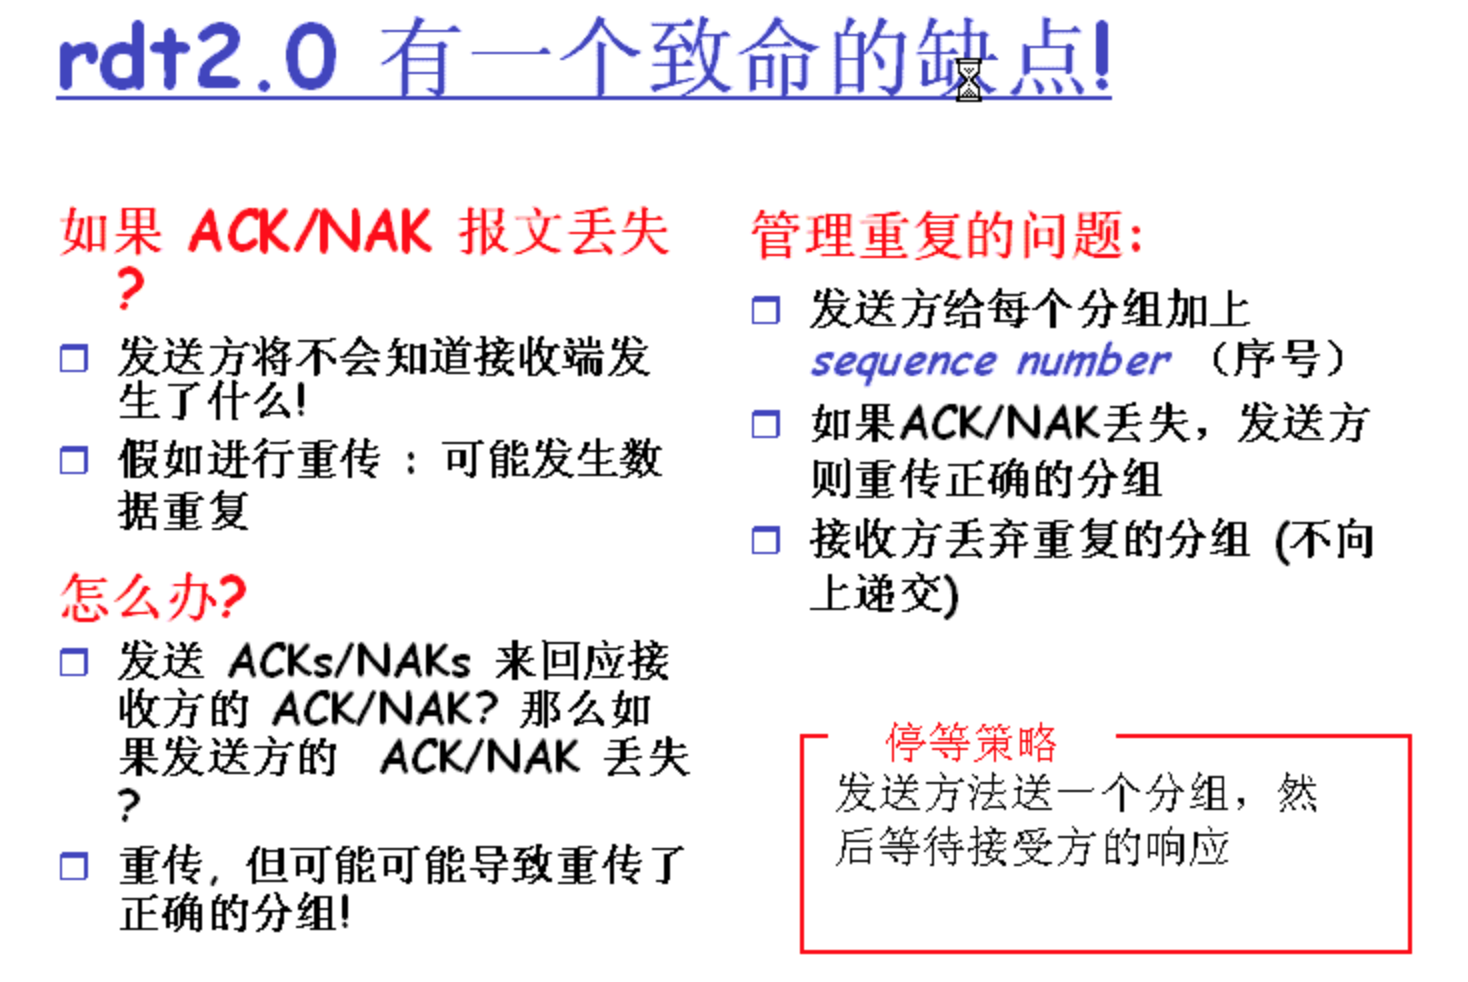 rdt2.0 有一个致命的缺点!
如果 ACK/NAK 报文丢失
?
发送方将不会知道接收端发
生了什么!
假如进行重传 : 可能发生数
据重复
怎么办?
发送 ACKs/NAKs 来回应接
收方的 ACK/NAK? 那么如
果发送方的 ACK/NAK 丢失
?
重传, 但可能可能导致重传了
正确的分组!
管理重复的问题:
发送方给每个分组加上
sequence number (序号)
如果ACK/NAK丢失，发送方
则重传正确的分组
接收方丢弃重复的分组 (不向
上递交)
停等策略
发送方法送一个分组，然
后等待接受方的响应